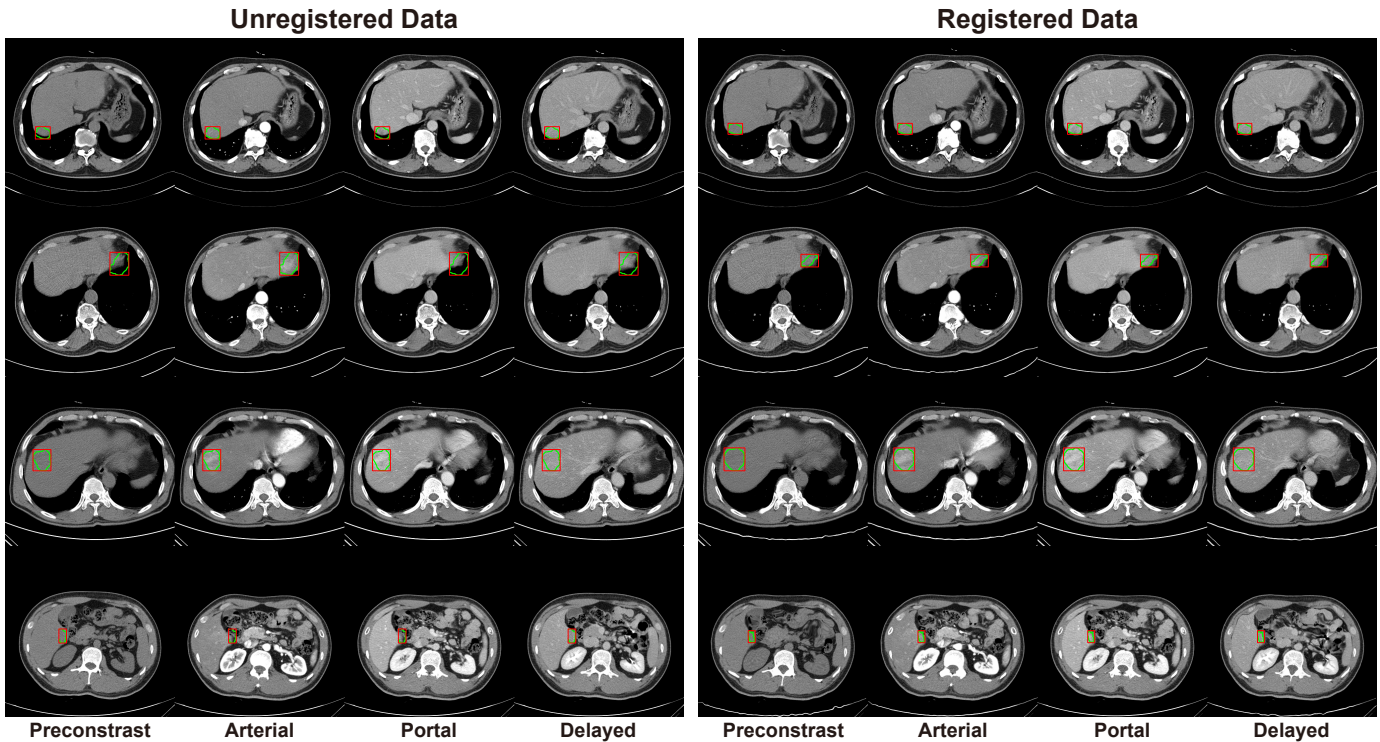 Unregistered Data Registered Data
Preconstrast Arterial Portal Delayed Preconstrast Arterial Portal Delayed